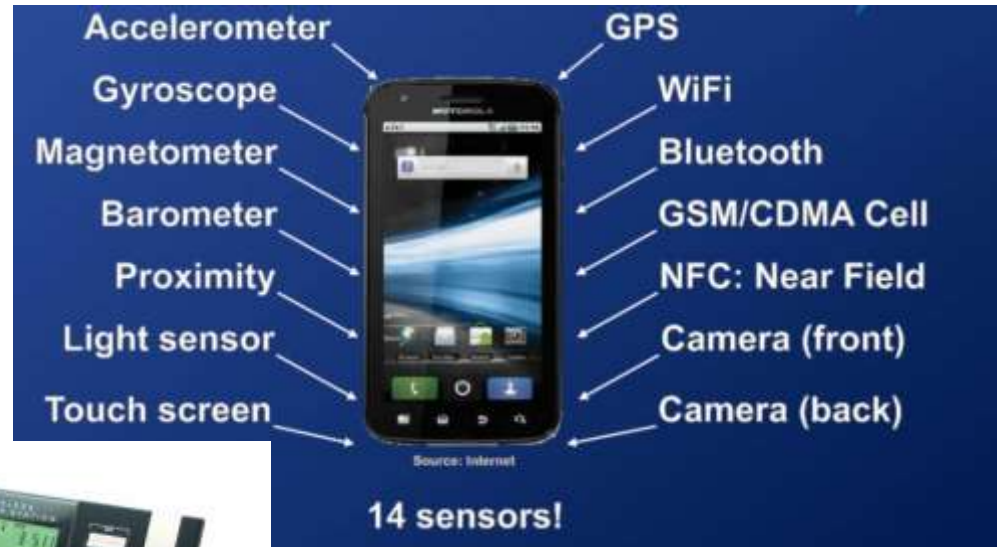 Accelerometer
Gyroscope
Magnetometer
Barometer
Proximity
Light sensor
Touch screen
GPS
WiFi
Bluetooth
GSM/CDMA Cell
NFC: Near Field
Camera (front)
Camera (back)
MOTOROLA
Source: Internet
14 sensors!